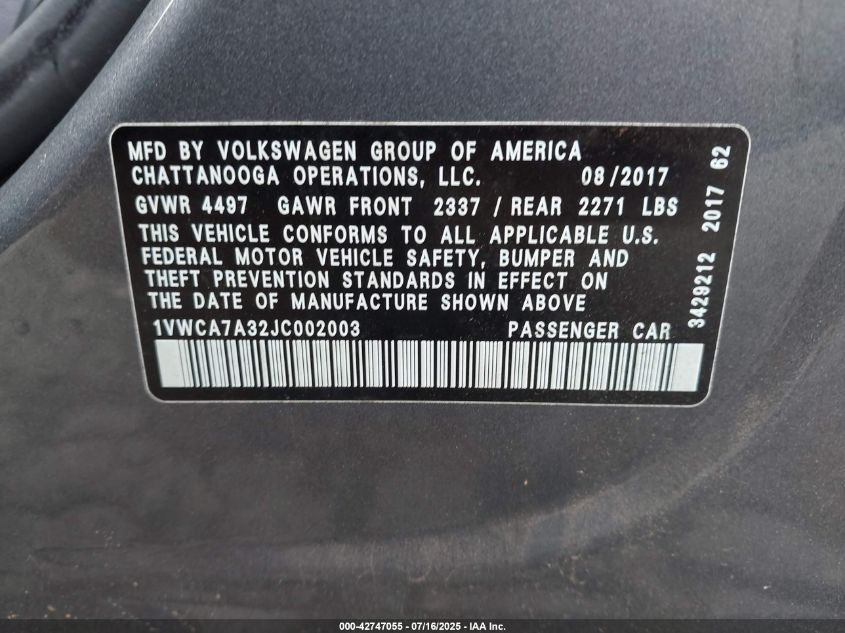 MFD BY VOLKSWAGEN GROUP OF AMERICA
CHATTANOOGA OPERATIONS, LLC. 08/2017
GVWR 4497 GAWR FRONT 2337 / REAR 2271 LBS
THIS VEHICLE CONFORMS TO ALL APPLICABLE U.S.
FEDERAL MOTOR VEHICLE SAFETY, BUMPER AND
THEFT PREVENTION STANDARDS IN EFFECT ON
THE DATE OF MANUFACTURE SHOWN ABOVE
1VWCA7A32JC002003 PASSENGER CAR
3429212 2017 62
000-42747055 - 07/16/2025 - IAA Inc.